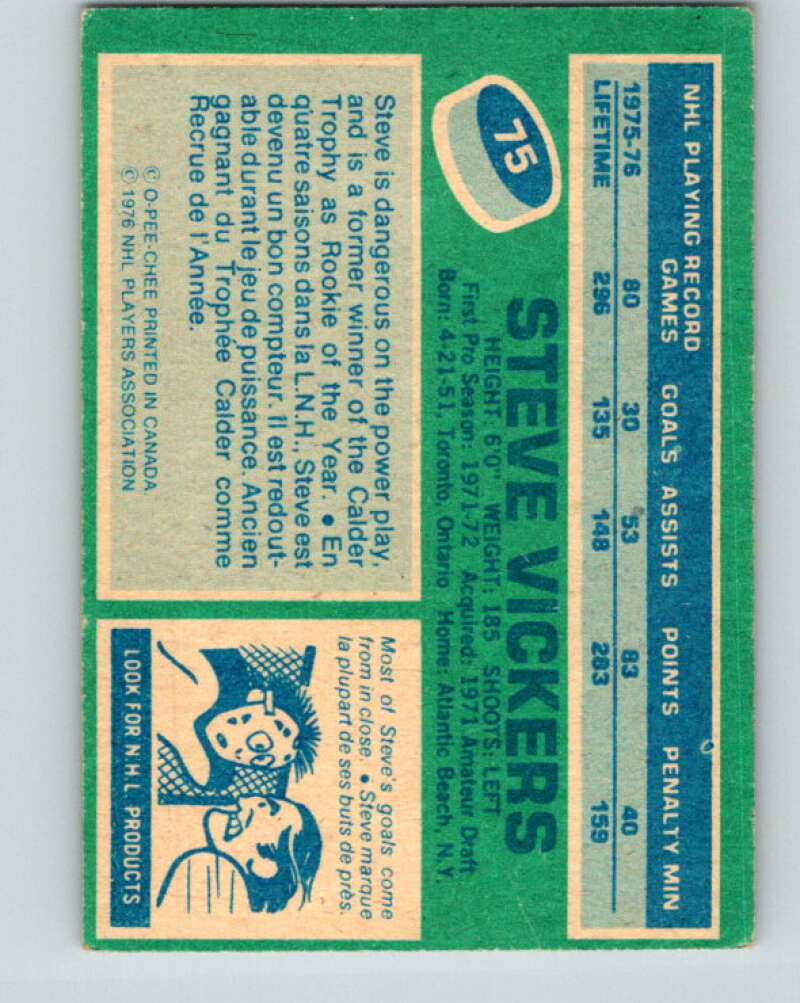 NHL PLAYING RECORD
GAMES GOALS ASSISTS POINTS PENALTY MIN
1975-76 80 30 53 83 40
LIFETIME 296 135 148 283 159
75
STEVE VICKERS
HEIGHT: 6'0" WEIGHT: 185 SHOOTS: LEFT
First Pro Season: 1971-72 Acquired: 1971 Amateur Draft
Born: 4-21-51, Toronto, Ontario Home: Atlantic Beach, N.Y.
Steve is dangerous on the power play,
and is a former winner of the Calder
Trophy as Rookie of the Year. • En
quatre saisons dans la L.N.H., Steve est
devenu un bon compteur. Il est redout-
able durant le jeu de puissance. Ancien
gagnant du Trophée Calder comme
Recrue de l'Année.
© O-PEE-CHEE PRINTED IN CANADA.
© 1976 NHL PLAYERS ASSOCIATION
Most of Steve's goals come
from in close. • Steve marque
la plupart de ses buts de près.
LOOK FOR N.H.L PRODUCTS